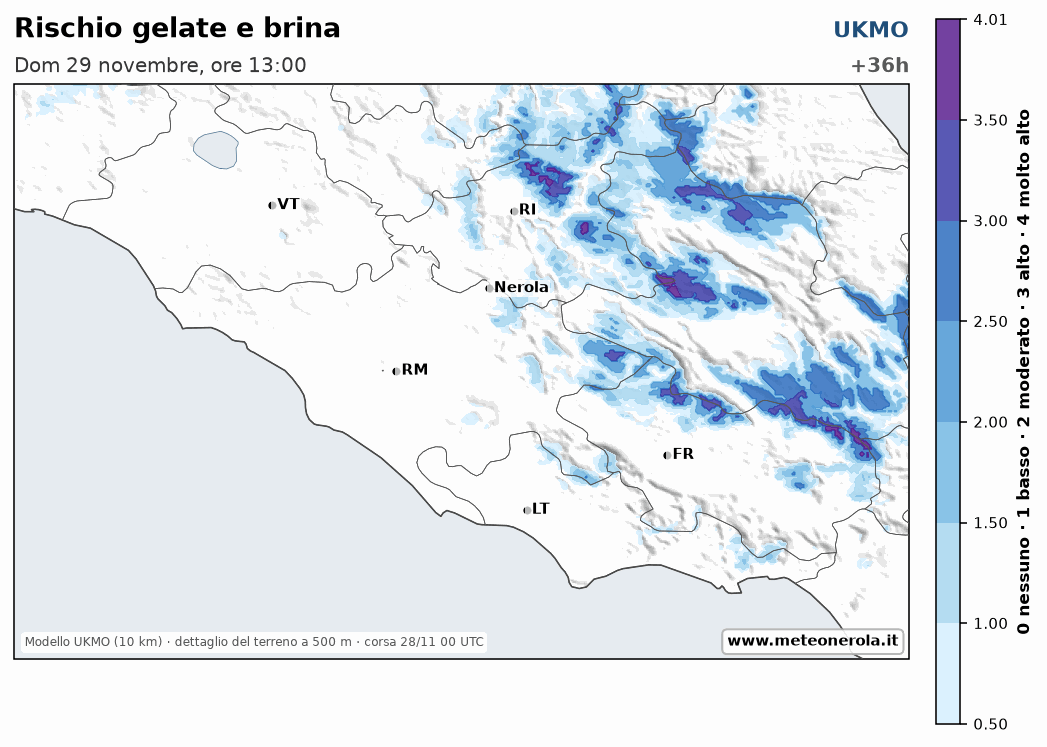 Rischio gelate e brina
UKMO
Dom 29 novembre, ore 13:00
+36h
VT
RI
Nerola
RM
FR
LT
Modello UKMO (10 km) · dettaglio del terreno a 500 m · corsa 28/11 00 UTC
www.meteonerola.it
4.01
3.50
3.00
2.50
2.00
1.50
1.00
0.50
0 nessuno · 1 basso · 2 moderato · 3 alto · 4 molto alto